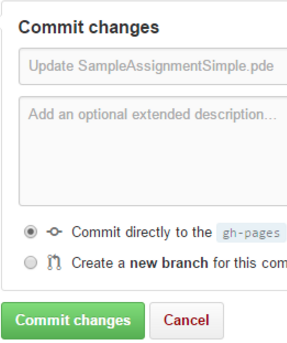 Commit changes
Update SampleAssignmentSimple.pde
Add an optional extended description...
Commit directly to the gh-pages
Create a new branch for this com
Commit changes
Cancel